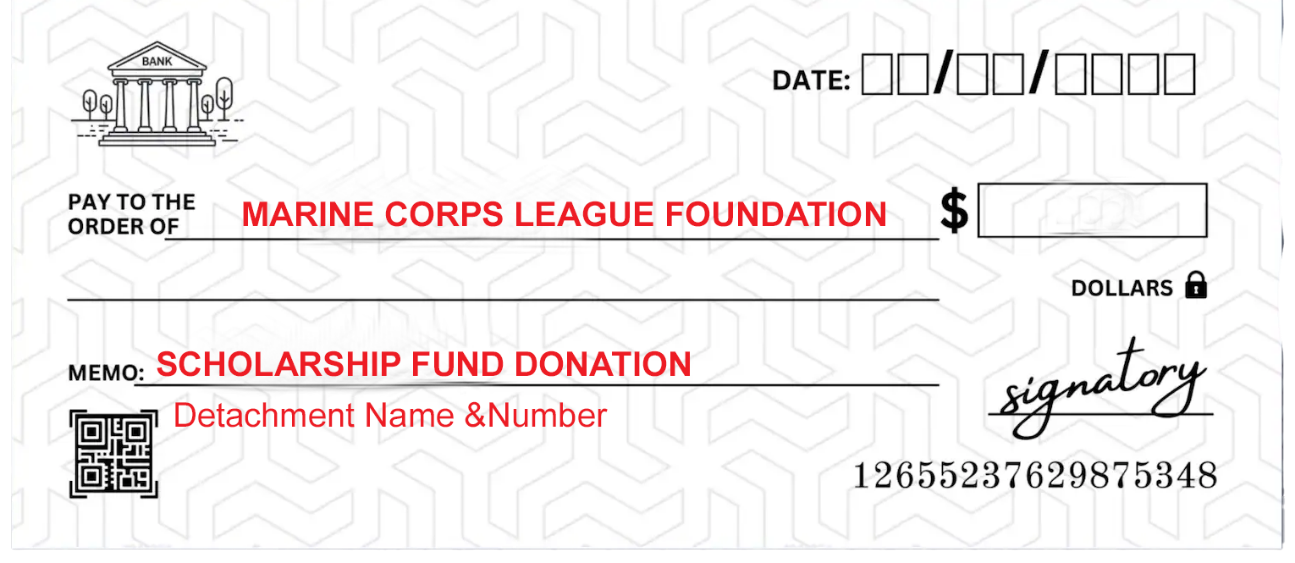 BANK
DATE: / /
PAY TO THE
ORDER OF MARINE CORPS LEAGUE FOUNDATION $
DOLLARS
MEMO: SCHOLARSHIP FUND DONATION
signatory
Detachment Name &Number
12655237629875348